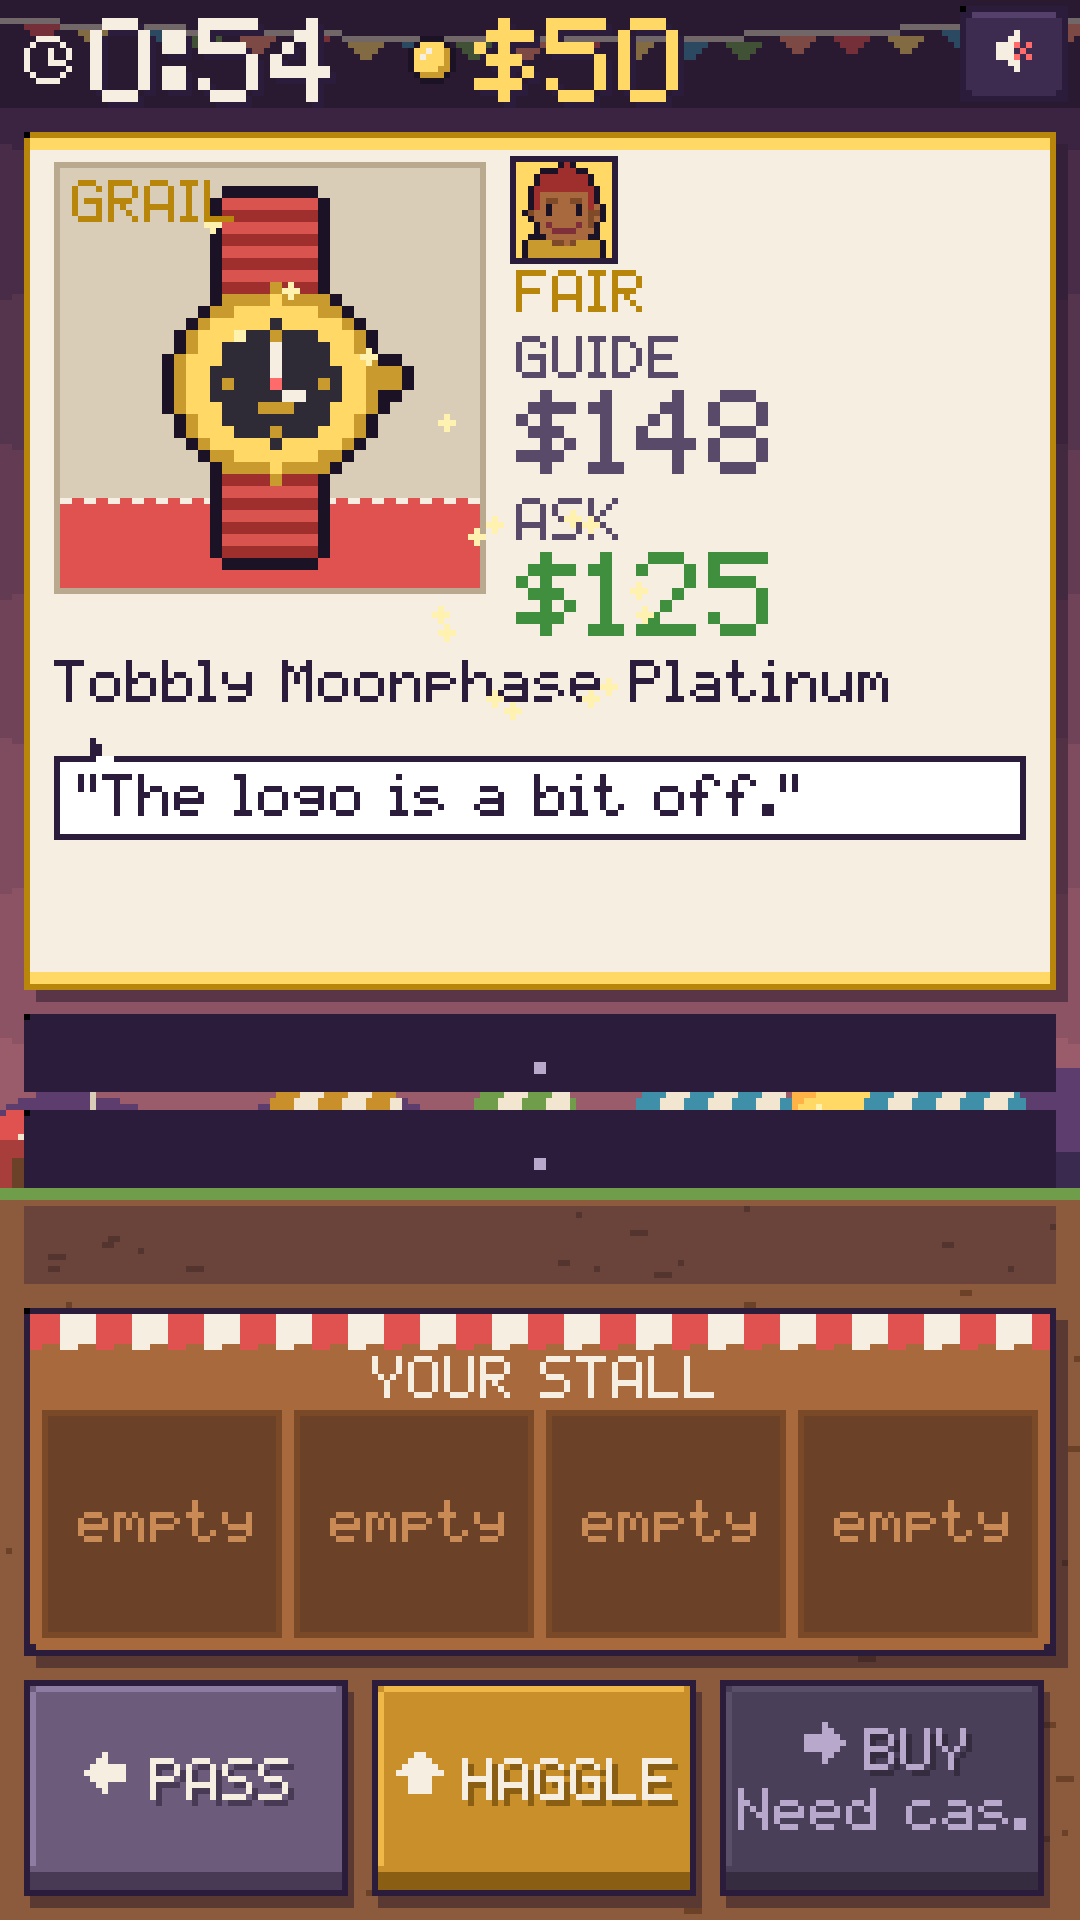 0:54 $50
GRAIL
FAIR
GUIDE
$148
ASK
$125
Tobbly Moonphase Platinum
"The logo is a bit off."
.
.
YOUR STALL
empty empty empty empty
PASS HAGGLE BUY
Need cas.